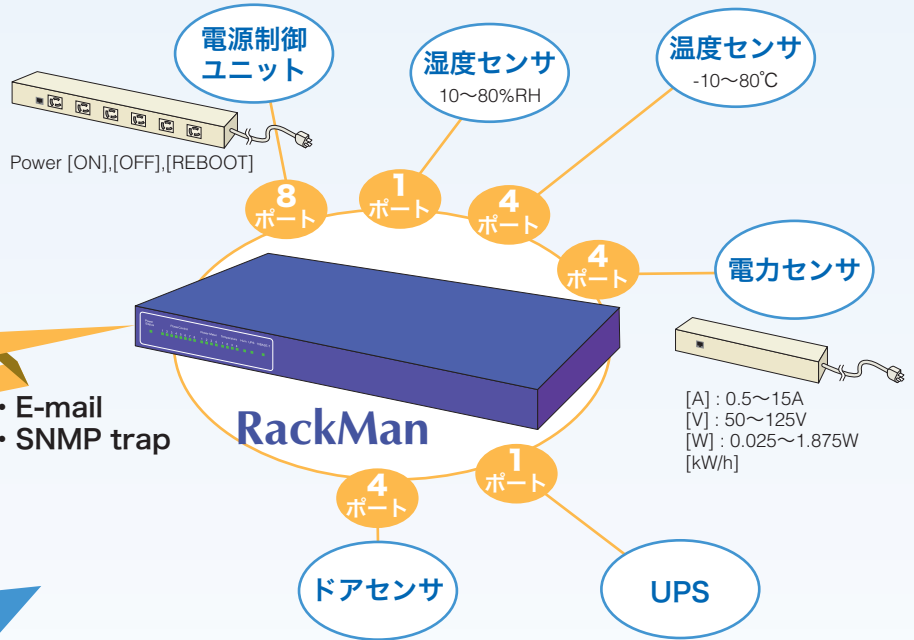 電源制御
ユニット
湿度センサ
10〜80%RH
温度センサ
-10〜80℃
Power [ON],[OFF],[REBOOT]
8
ポート
1
ポート
4
ポート
4
ポート
電力センサ
[A] : 0.5〜15A
[V] : 50〜125V
[W] : 0.025〜1.875W
[kW/h]
・E-mail
・SNMP trap
RackMan
4
ポート
1
ポート
ドアセンサ
UPS